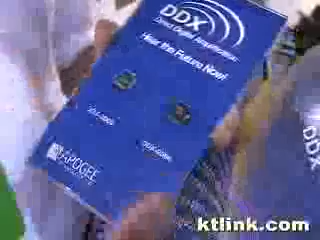 DDX
Direct Digital Amplification
Hear the Future Now!
APOGEE
DDX
ktlink.com